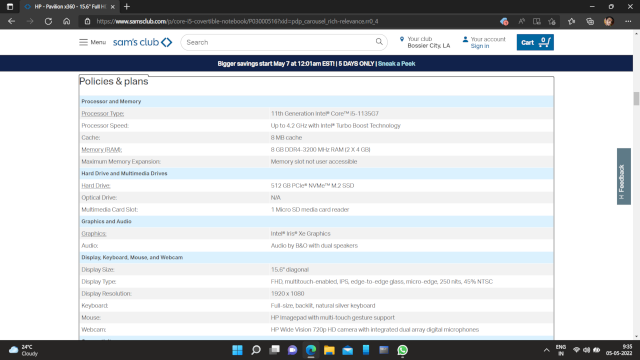 HP - Pavilion x360 - 15.6" Full H
https://www.samsclub.com/p/core-i5-covertible-notebook/P03000516?xid=pdp_carousel_rich-relevance.rr0_4
Menu sam's club Search Your club Bossier City, LA Your account Sign in Cart 0
Bigger savings start May 7 at 12:01am EST! | 5 DAYS ONLY | Sneak a Peek
Policies & plans
Processor and Memory
Processor Type: 11th Generation Intel® Core™ i5-1135G7
Processor Speed: Up to 4.2 GHz with Intel® Turbo Boost Technology
Cache: 8 MB cache
Memory (RAM): 8 GB DDR4-3200 MHz RAM (2 X 4 GB)
Maximum Memory Expansion: Memory slot not user accessible
Hard Drive and Multimedia Drives
Hard Drive: 512 GB PCIe® NVMe™ M.2 SSD
Optical Drive: N/A
Multimedia Card Slot: 1 Micro SD media card reader
Graphics and Audio
Graphics: Intel® Iris® Xe Graphics
Audio: Audio by B&O with dual speakers
Display, Keyboard, Mouse, and Webcam
Display Size: 15.6" diagonal
Display Type: FHD, multitouch-enabled, IPS, edge-to-edge glass, micro-edge, 250 nits, 45% NTSC
Display Resolution: 1920 x 1080
Keyboard: Full-size, backlit, natural silver keyboard
Mouse: HP Imagepad with multi-touch gesture support
Webcam: HP Wide Vision 720p HD camera with integrated dual array digital microphones
Feedback
24°C
Cloudy
ENG
IN
9:35
05-05-2022